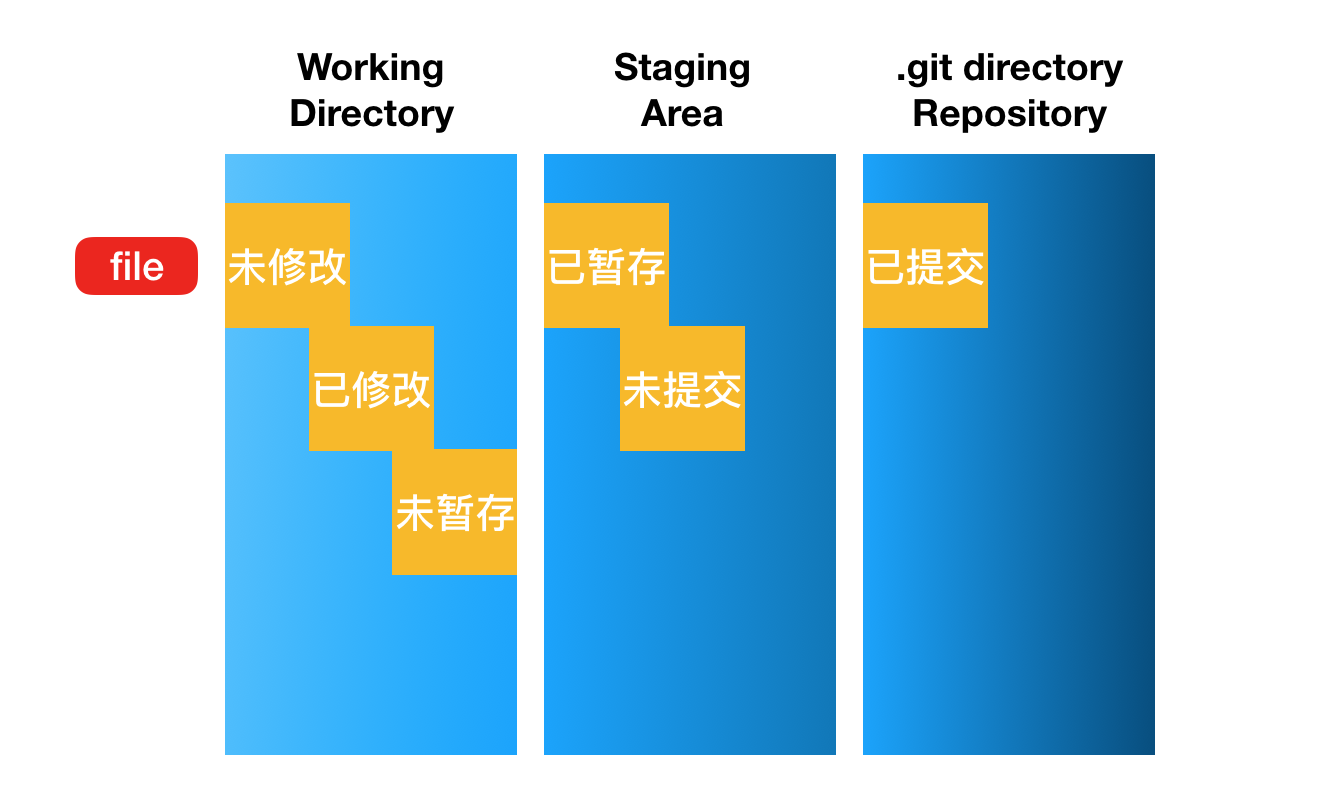 Working
Directory
Staging
Area
.git directory
Repository
file
未修改
已暂存
已提交
已修改
未提交
未暂存